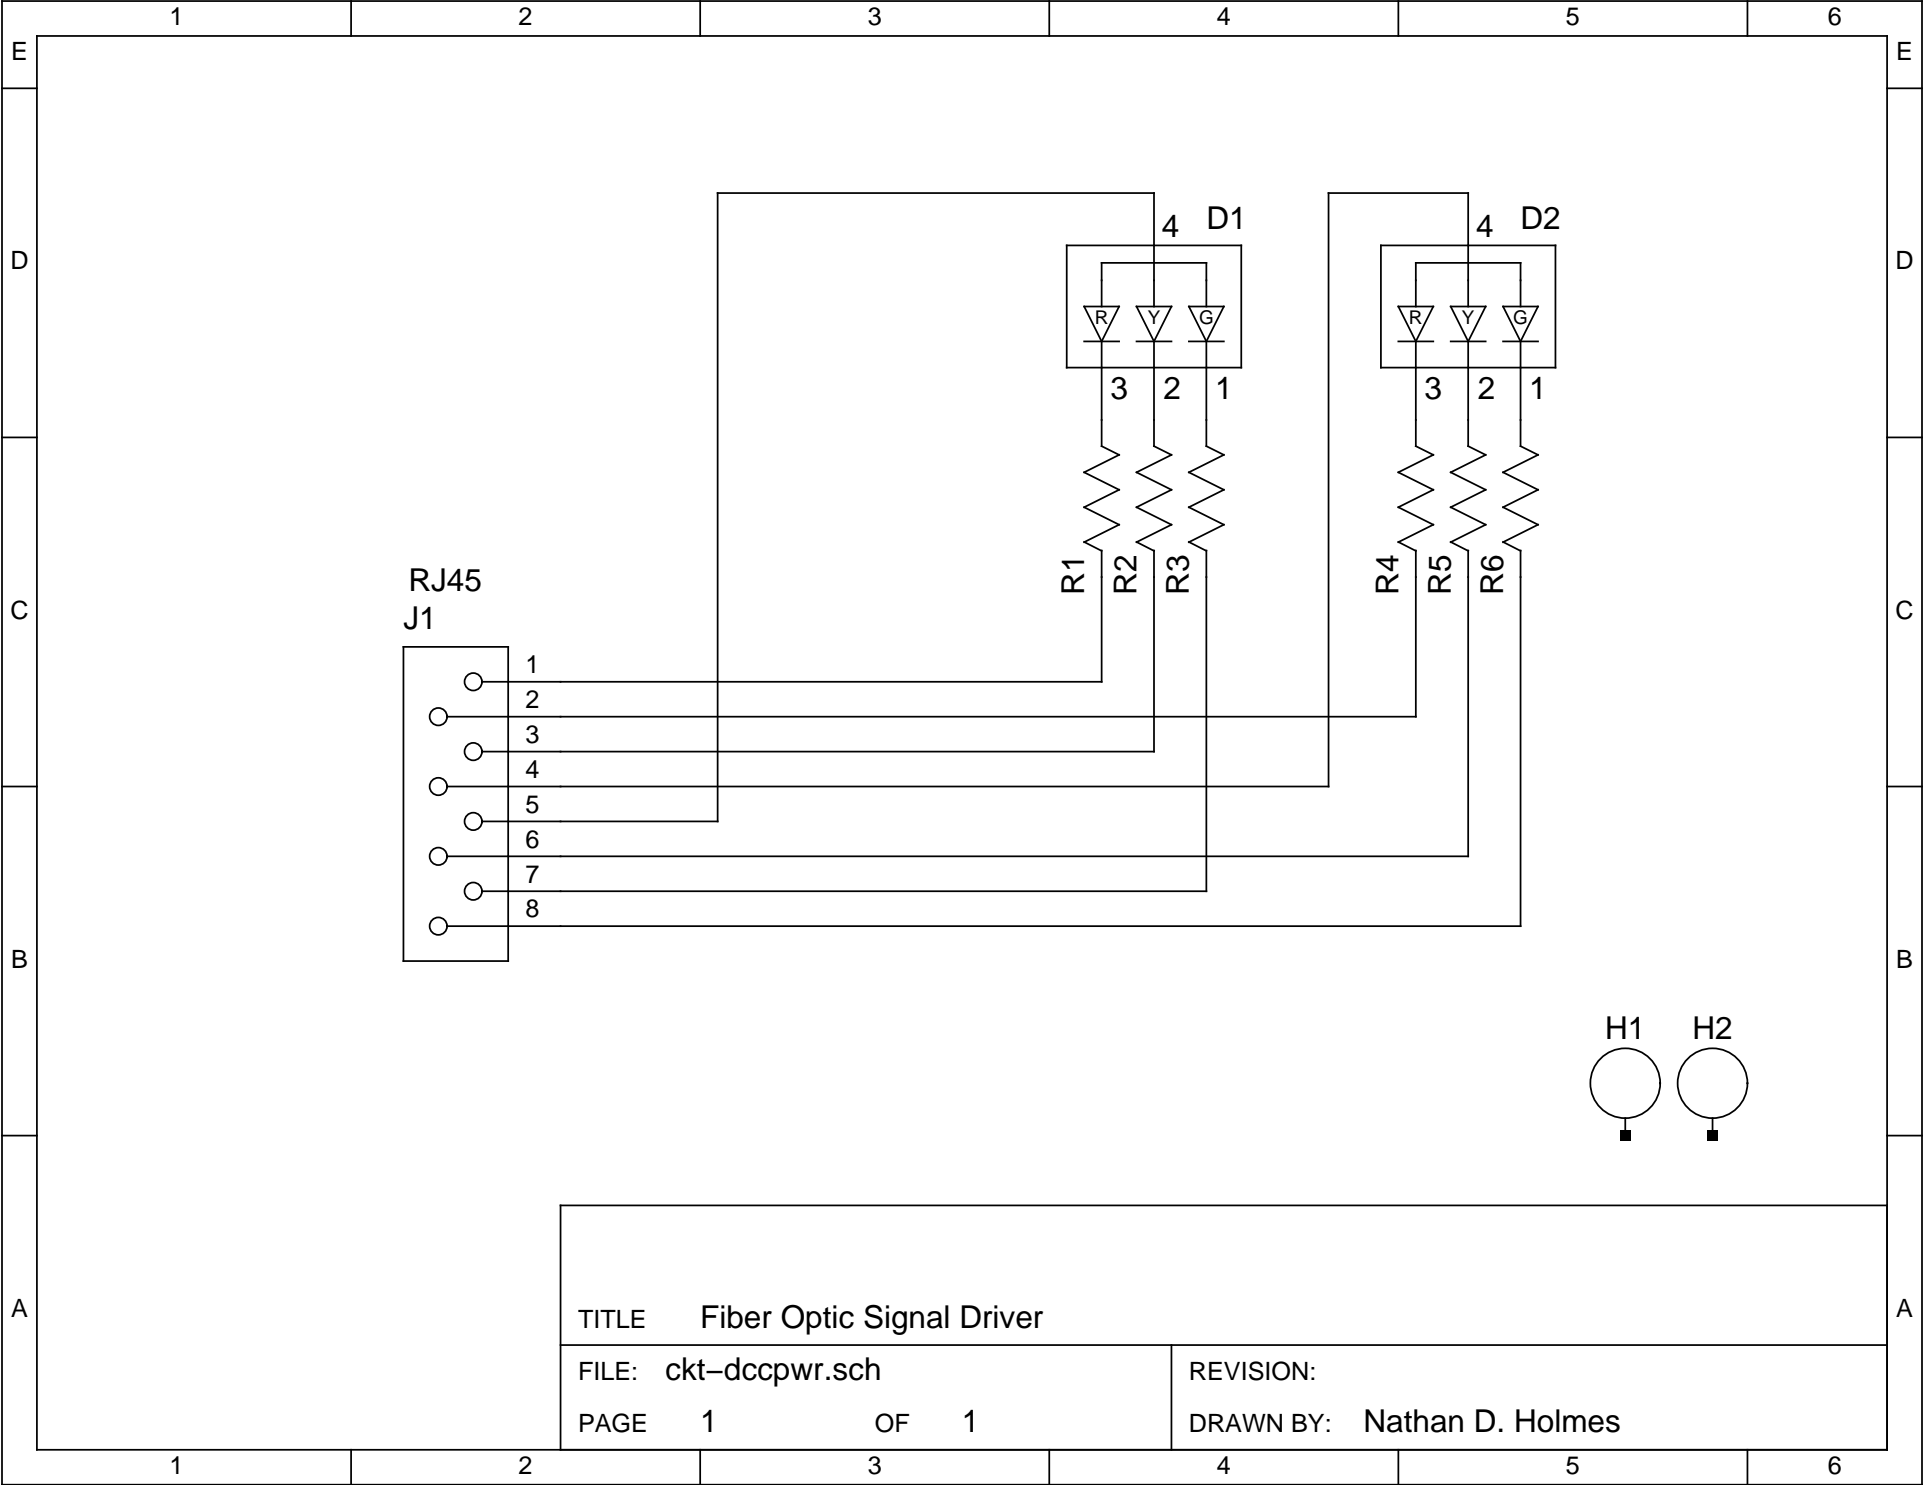 1 2 3 4 5 6
E E
4 D1 4 D2
D D
R Y G R Y G
3 2 1 3 2 1
R1 R2 R3 R4 R5 R6
RJ45
C C
J1
1
2
3
4
5
6
7
8
B B
H1 H2
A A
TITLE Fiber Optic Signal Driver
FILE: ckt−dccpwr.sch REVISION:
PAGE 1 OF 1 DRAWN BY: Nathan D. Holmes
1 2 3 4 5 6